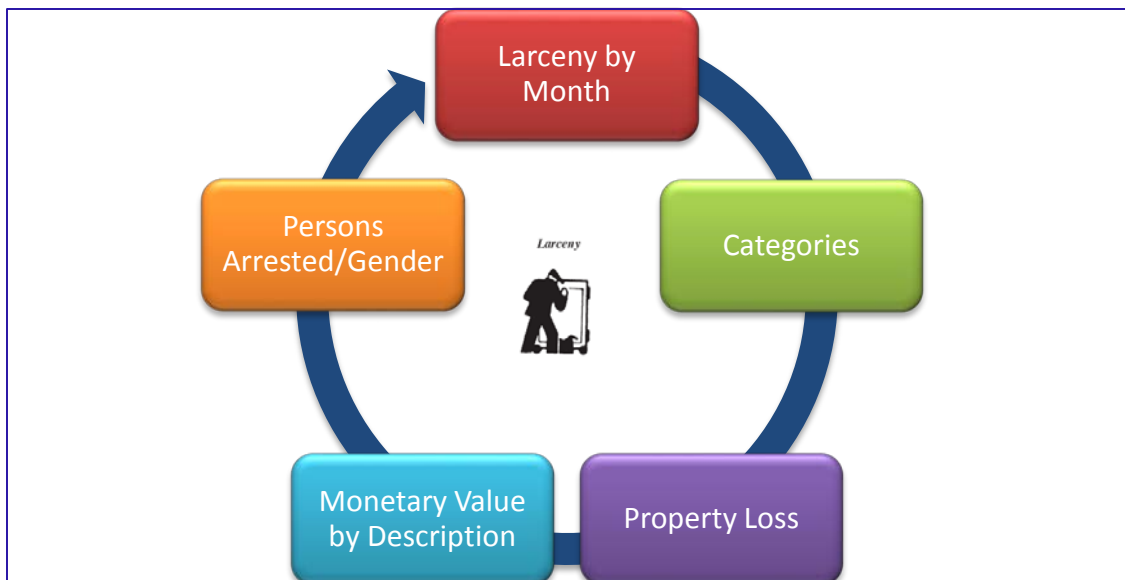 Larceny by
Month
Categories
Property Loss
Monetary Value
by Description
Persons
Arrested/Gender
Larceny